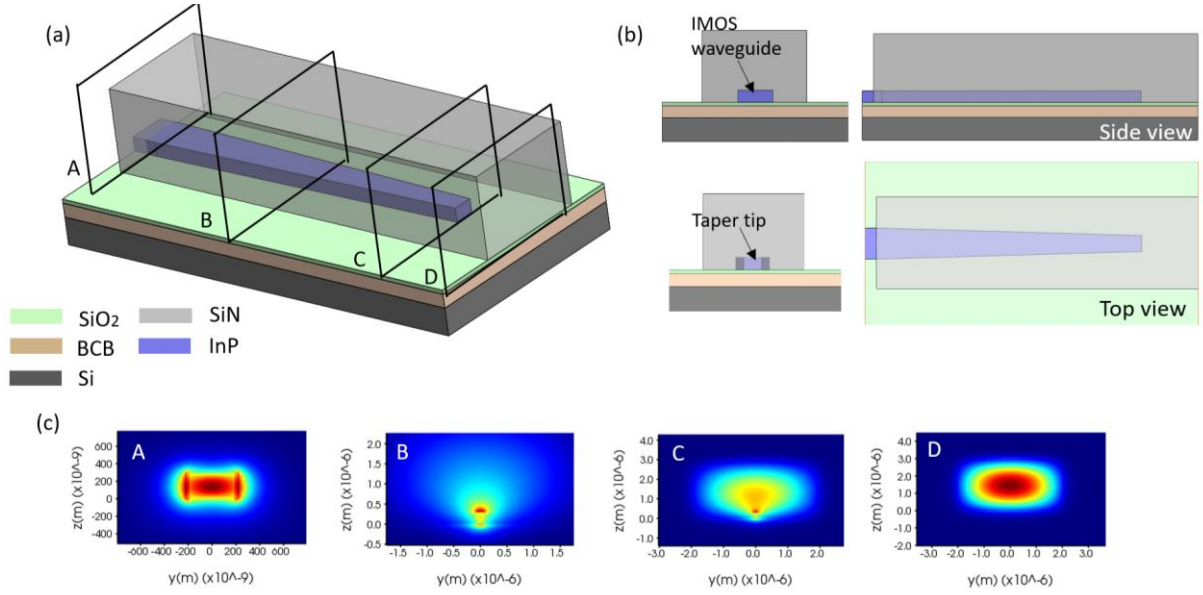 (a)
A
B
C
D
SiO2
SiN
BCB
InP
Si
(b)
IMOS
waveguide
Side view
Taper tip
Top view
(c)
A
z(m) (x10^-9)
600
400
200
0
-200
-400
-600 -400 -200 0 200 400 600
y(m) (x10^-9)
B
z(m) (x10^-6)
2.0
1.5
1.0
0.5
0.0
-0.5
-1.5 -1.0 -0.5 0.0 0.5 1.0 1.5
y(m) (x10^-6)
C
z(m) (x10^-6)
4.0
3.0
2.0
1.0
0.0
-1.0
-3.0 -2.0 -1.0 0.0 1.0 2.0
y(m) (x10^-6)
D
z(m) (x10^-6)
4.0
3.0
2.0
1.0
0.0
-1.0
-2.0
-3.0 -2.0 -1.0 0.0 1.0 2.0 3.0
y(m) (x10^-6)